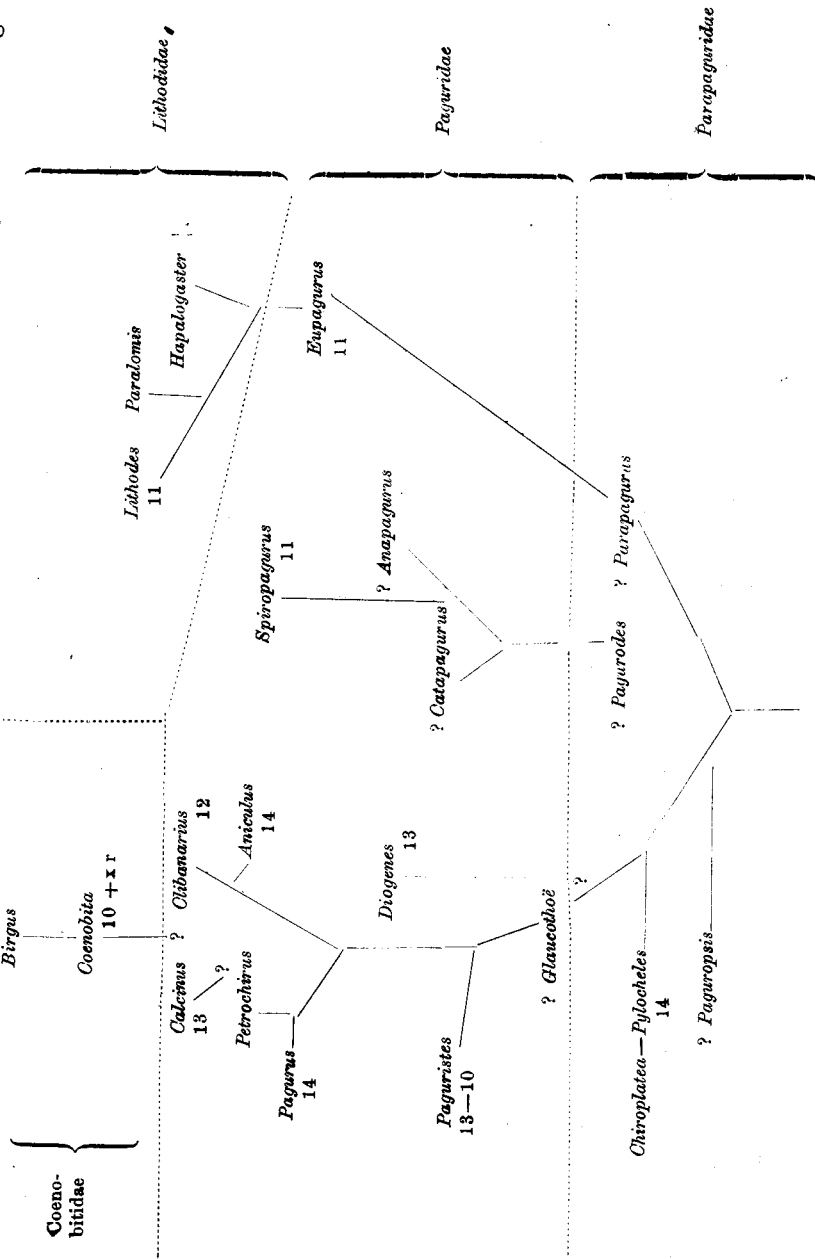 Coeno-
bitidae
Birgus
Coenobita
10 + x r
Lithodidae
Lithodes
11
Paralomis
Hapalogaster
?
Calcinus
13
?
Clibanarius 12
Aniculus
14
Petrochirus
Pagurus
14
Paguristes
13—10
Diogenes
13
Spiropagurus
11
? Anapagurus
? Catapagurus
Eupagurus
11
Paguridae
? Glaucothoë
?
Chiroplatea—Pylocheles
14
? Paguropsis
? Pagurodes
? Parapagurus
Parapaguridae